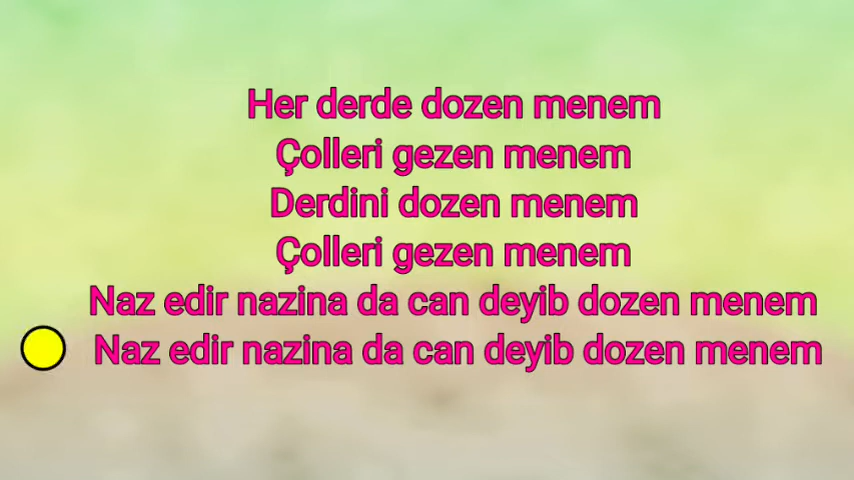 Her derde dozen menem
Çolleri gezen menem
Derdini dozen menem
Çolleri gezen menem
Naz edir nazina da can deyib dozen menem
Naz edir nazina da can deyib dozen menem